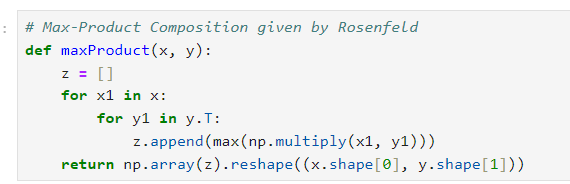 :
# Max-Product Composition given by Rosenfeld
def maxProduct(x, y):
    z = []
    for x1 in x:
        for y1 in y.T:
            z.append(max(np.multiply(x1, y1)))
    return np.array(z).reshape((x.shape[0], y.shape[1]))